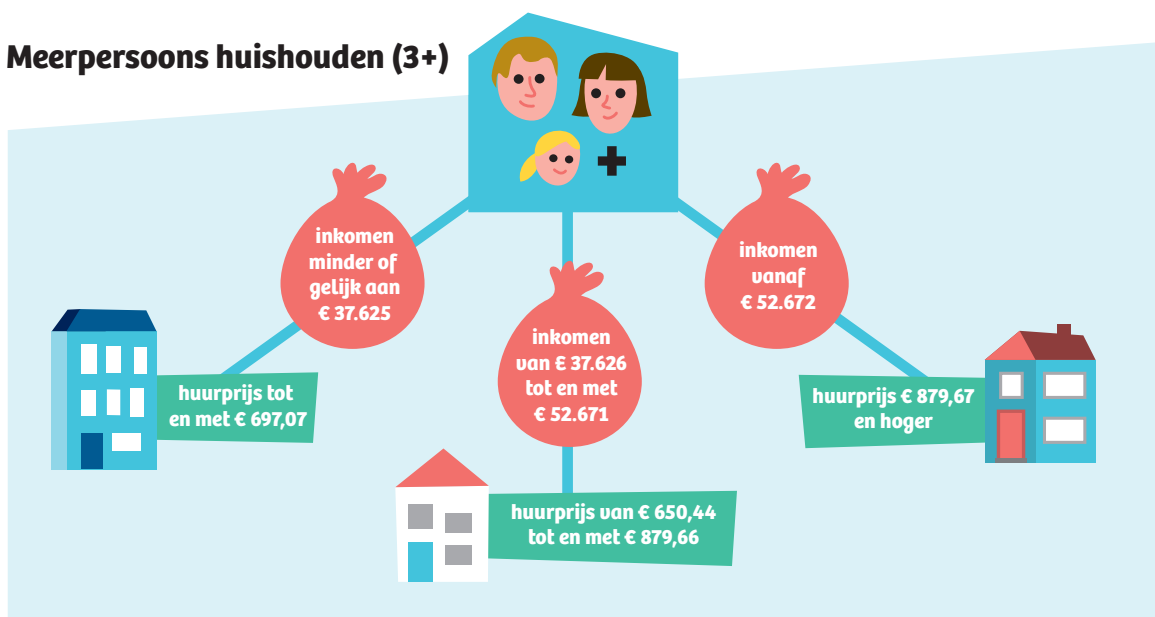 Meerpersoons huishouden (3+)
inkomen
minder of
gelijk aan
€ 37.625
huurprijs tot
en met € 697,07
inkomen
van € 37.626
tot en met
€ 52.671
huurprijs van € 650,44
tot en met € 879,66
inkomen
vanaf
€ 52.672
huurprijs € 879,67
en hoger